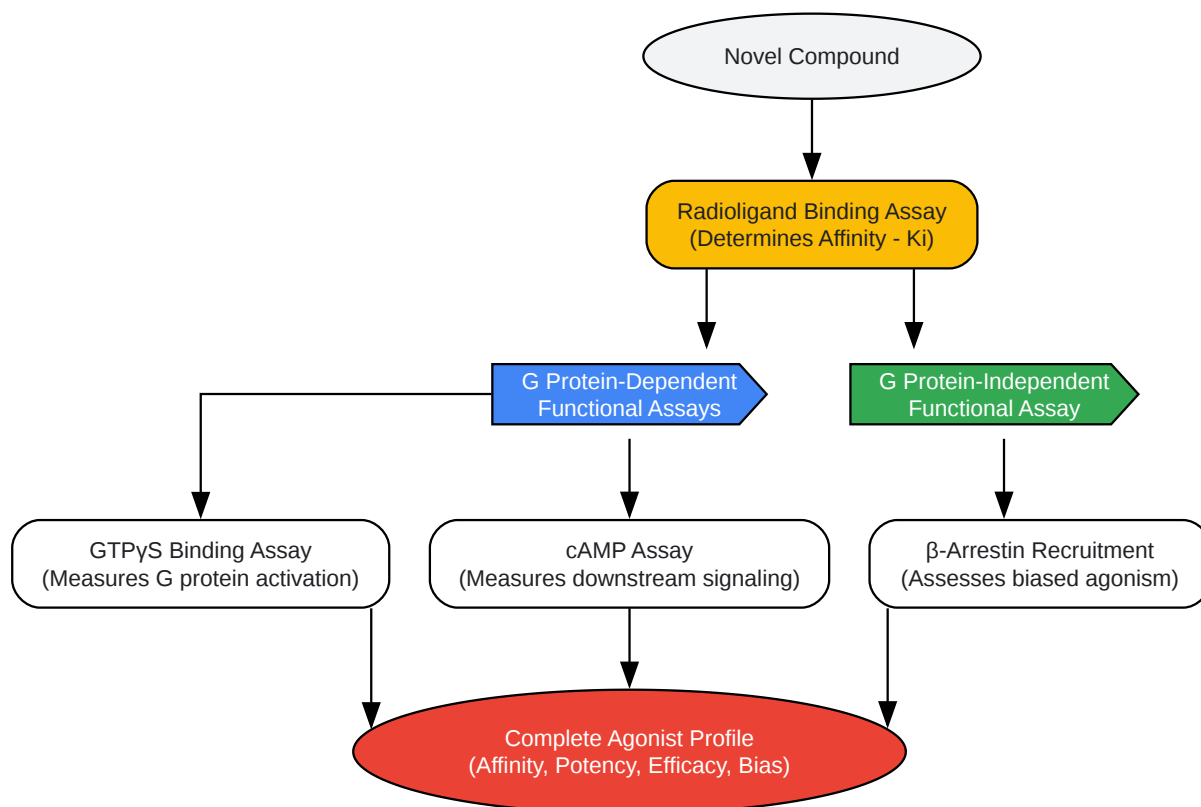 Novel Compound
Radioligand Binding Assay
(Determines Affinity - Ki)
G Protein-Dependent
Functional Assays
G Protein-Independent
Functional Assay
GTPγS Binding Assay
(Measures G protein activation)
cAMP Assay
(Measures downstream signaling)
β-Arrestin Recruitment
(Assesses biased agonism)
Complete Agonist Profile
(Affinity, Potency, Efficacy, Bias)